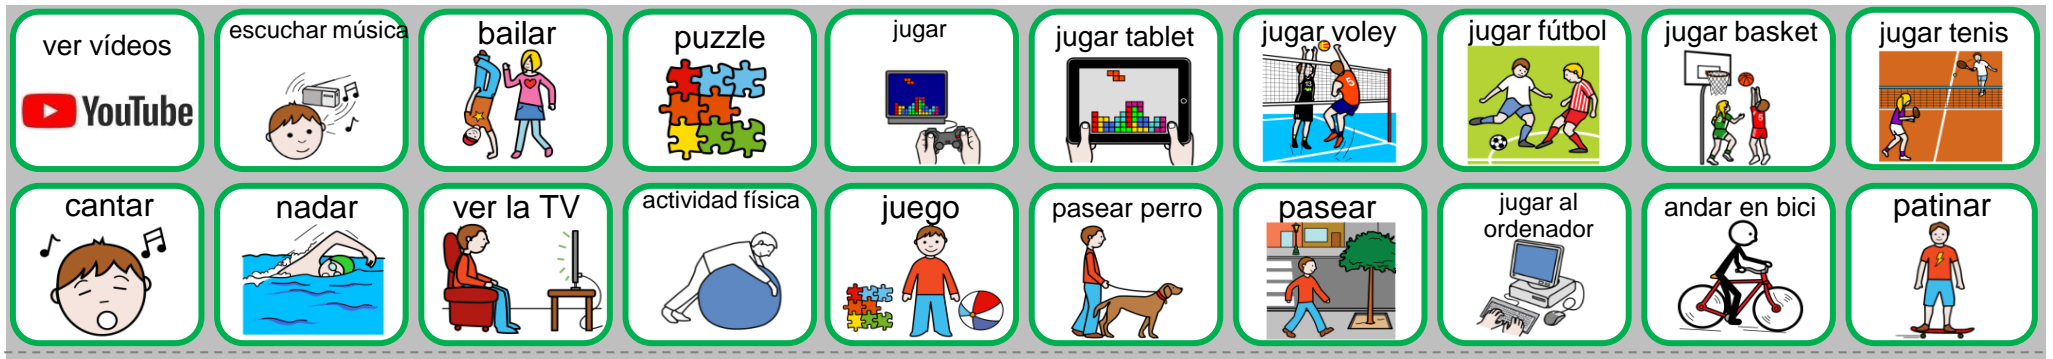 ver vídeos
YouTube
escuchar música
bailar
puzzle
jugar
jugar tablet
jugar voley
5
jugar fútbol
jugar basket
5
jugar tenis
cantar
nadar
ver la TV
actividad física
juego
pasear perro
pasear
jugar al
ordenador
andar en bici
patinar